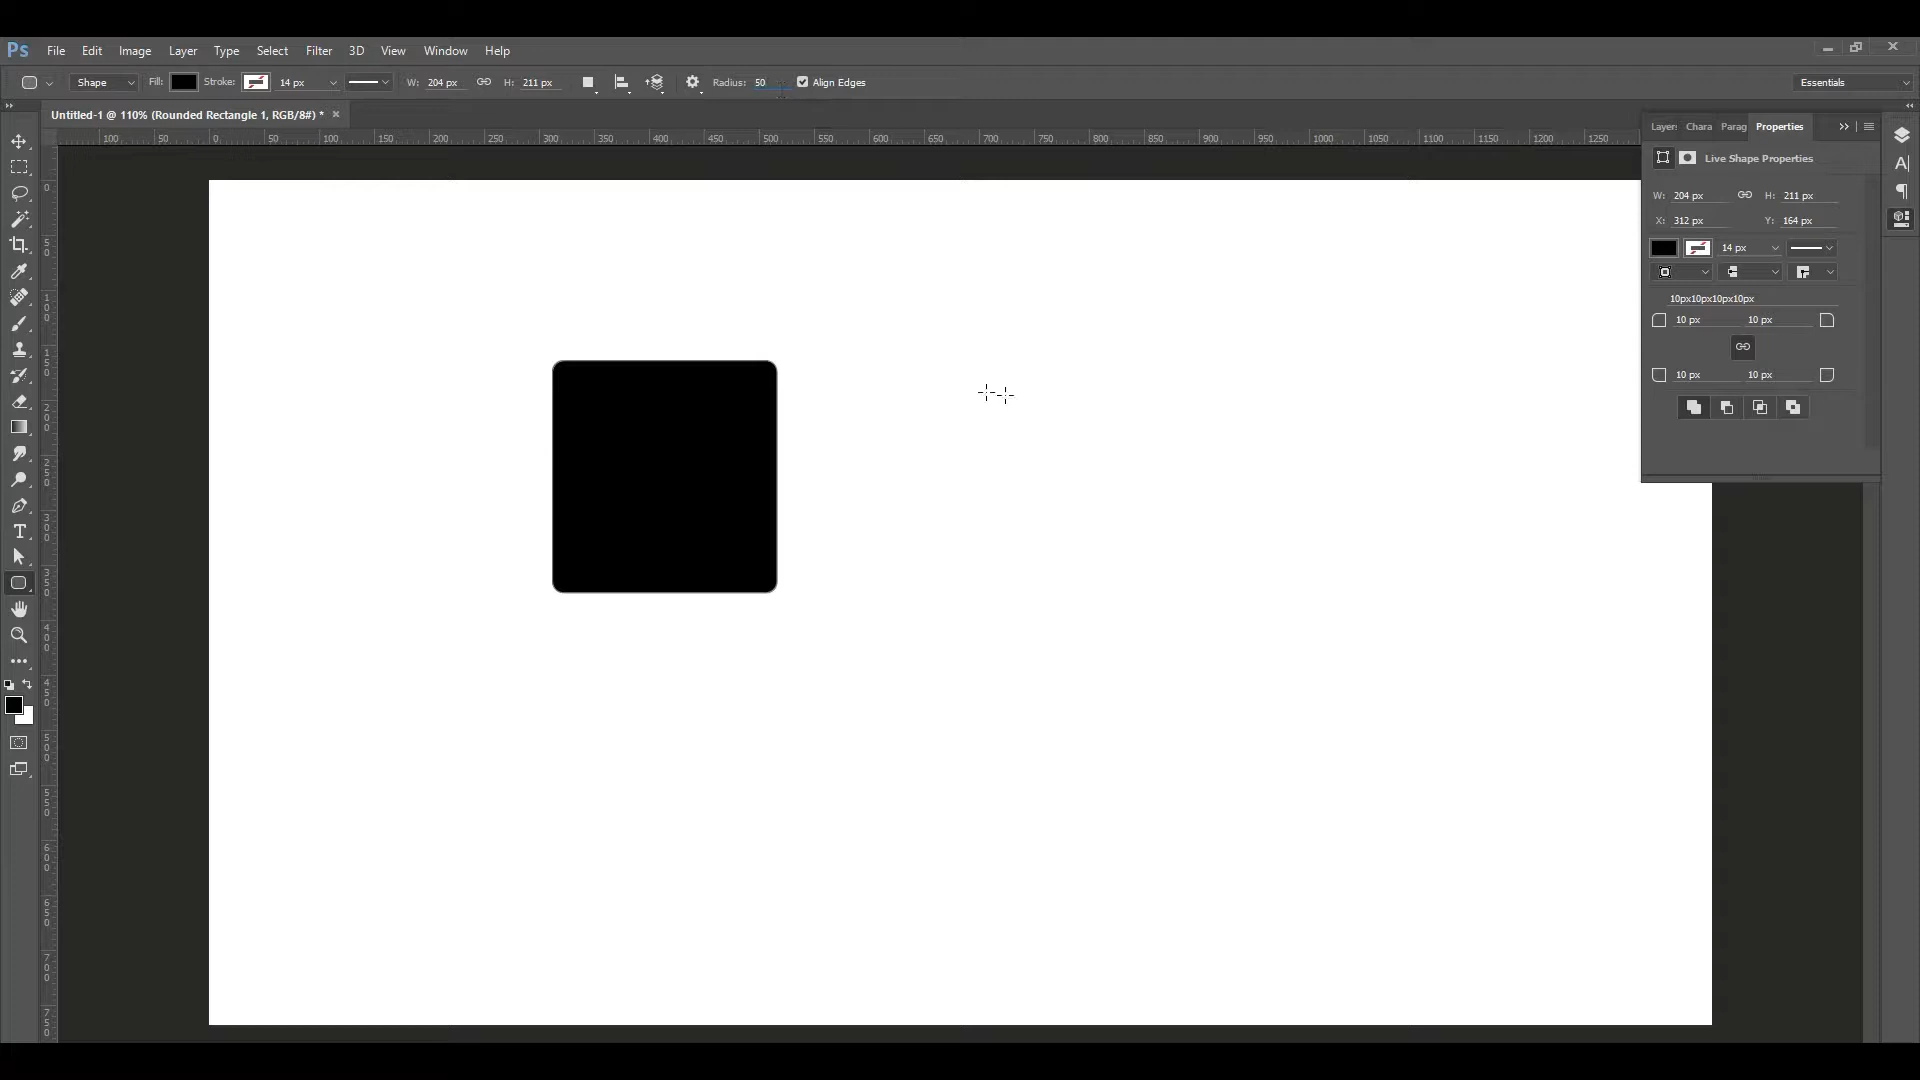 Ps File Edit Image Layer Type Select Filter 3D View Window Help
Shape Fill: Stroke: 14 px W: 204 px H: 211 px Radius: 50 Align Edges Essentials
Untitled-1 @ 110% (Rounded Rectangle 1, RGB/8#) * ×
100 50 0 50 100 150 200 250 300 350 400 450 500 550 600 650 700 750 800 850 900 950 1000 1050 1100 1150 1200 1250
Layer Chara Parag Properties
Live Shape Properties
W: 204 px H: 211 px
X: 312 px Y: 164 px
14 px
10px10px10px10px
10 px 10 px
10 px 10 px
0
50
100
150
200
250
300
350
400
450
500
550
600
650
700
750